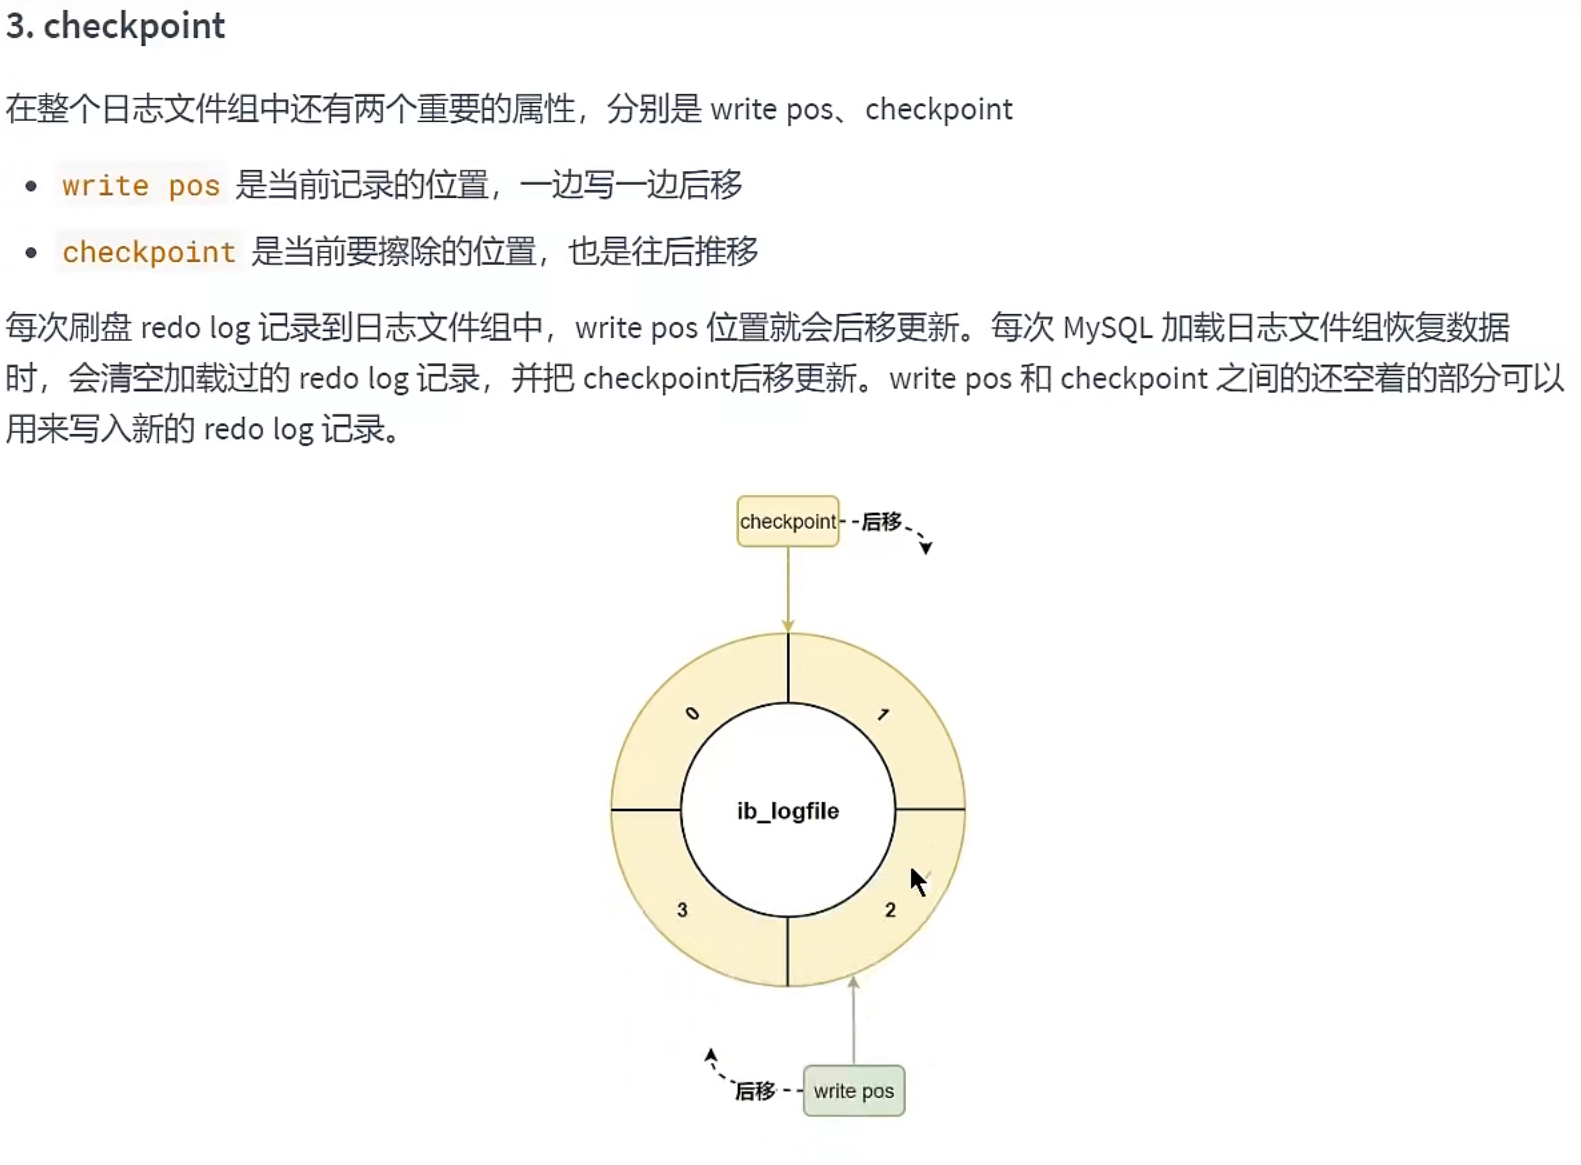 3. checkpoint
在整个日志文件组中还有两个重要的属性，分别是 write pos、checkpoint
• write pos 是当前记录的位置，一边写一边后移
• checkpoint 是当前要擦除的位置，也是往后推移
每次刷盘 redo log 记录到日志文件组中，write pos 位置就会后移更新。每次 MySQL 加载日志文件组恢复数据
时，会清空加载过的 redo log 记录，并把 checkpoint后移更新。write pos 和 checkpoint 之间的还空着的部分可以
用来写入新的 redo log 记录。
checkpoint
后移
0
1
ib_logfile
3
2
后移
write pos